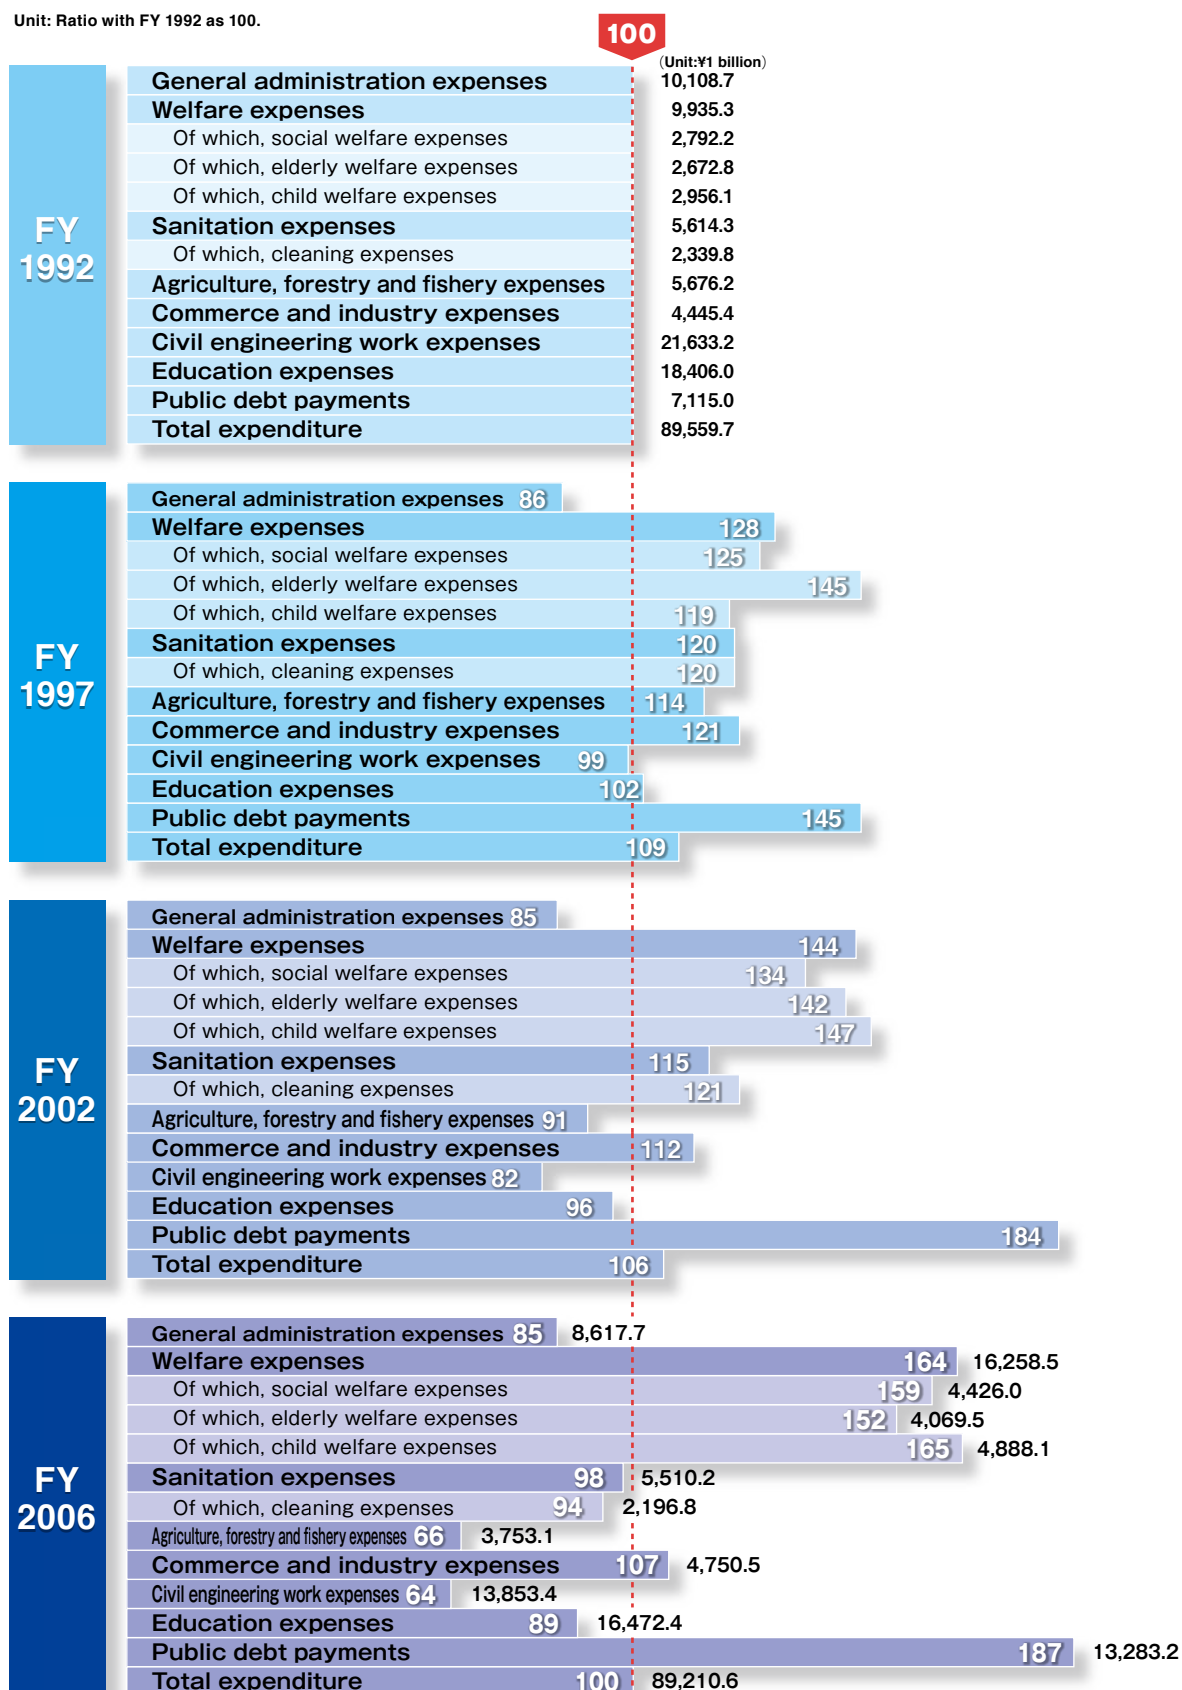 Unit: Ratio with FY 1992 as 100.
100
(Unit:¥1 billion)
FY
1992
General administration expenses 10,108.7
Welfare expenses 9,935.3
Of which, social welfare expenses 2,792.2
Of which, elderly welfare expenses 2,672.8
Of which, child welfare expenses 2,956.1
Sanitation expenses 5,614.3
Of which, cleaning expenses 2,339.8
Agriculture, forestry and fishery expenses 5,676.2
Commerce and industry expenses 4,445.4
Civil engineering work expenses 21,633.2
Education expenses 18,406.0
Public debt payments 7,115.0
Total expenditure 89,559.7
FY
1997
General administration expenses 86
Welfare expenses 128
Of which, social welfare expenses 125
Of which, elderly welfare expenses 145
Of which, child welfare expenses 119
Sanitation expenses 120
Of which, cleaning expenses 120
Agriculture, forestry and fishery expenses 114
Commerce and industry expenses 121
Civil engineering work expenses 99
Education expenses 102
Public debt payments 145
Total expenditure 109
FY
2002
General administration expenses 85
Welfare expenses 144
Of which, social welfare expenses 134
Of which, elderly welfare expenses 142
Of which, child welfare expenses 147
Sanitation expenses 115
Of which, cleaning expenses 121
Agriculture, forestry and fishery expenses 91
Commerce and industry expenses 112
Civil engineering work expenses 82
Education expenses 96
Public debt payments 184
Total expenditure 106
FY
2006
General administration expenses 85 8,617.7
Welfare expenses 164 16,258.5
Of which, social welfare expenses 159 4,426.0
Of which, elderly welfare expenses 152 4,069.5
Of which, child welfare expenses 165 4,888.1
Sanitation expenses 98 5,510.2
Of which, cleaning expenses 94 2,196.8
Agriculture, forestry and fishery expenses 66 3,753.1
Commerce and industry expenses 107 4,750.5
Civil engineering work expenses 64 13,853.4
Education expenses 89 16,472.4
Public debt payments 187 13,283.2
Total expenditure 100 89,210.6